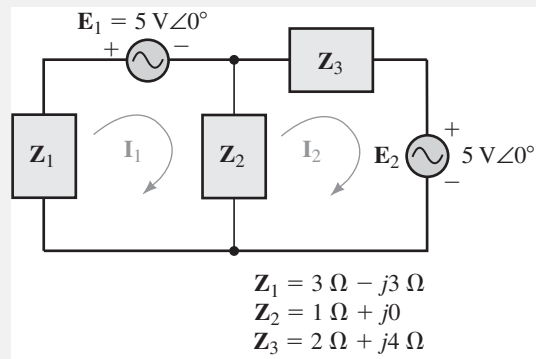 E₁ = 5 V∠0°
+ −
Z₃
Z₁ I₁ Z₂ I₂ E₂ + 5 V∠0° −
Z₁ = 3 Ω − j3 Ω
Z₂ = 1 Ω + j0
Z₃ = 2 Ω + j4 Ω